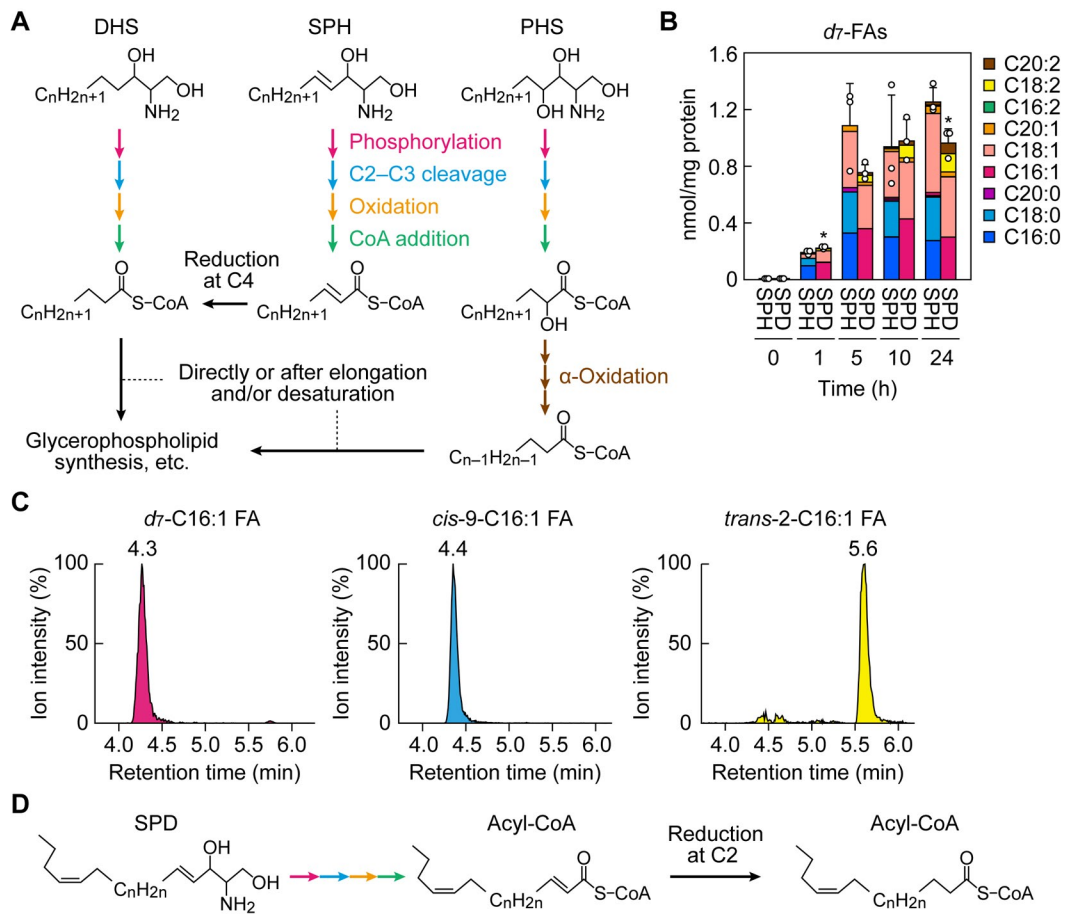 A
DHS
SPH
PHS
OH
OH
NH2
CnH2n+1
OH
OH
NH2
CnH2n+1
OH
OH
OH NH2
CnH2n+1
Phosphorylation
C2–C3 cleavage
Oxidation
CoA addition
O
S–CoA
CnH2n+1
Reduction
at C4
O
S–CoA
CnH2n+1
O
S–CoA
CnH2n+1
OH
α-Oxidation
Directly or after elongation
and/or desaturation
Glycerophospholipid
synthesis, etc.
O
S–CoA
Cn–1H2n–1
B
d7-FAs
nmol/mg protein
1.6
1.2
0.8
0.4
0
*
*
SPH SPD SPH SPD SPH SPD SPH SPD SPH SPD
0 1 5 10 24
Time (h)
C20:2
C18:2
C16:2
C20:1
C18:1
C16:1
C20:0
C18:0
C16:0
C
d7-C16:1 FA
4.3
Ion intensity (%)
100
50
0
4.0 4.5 5.0 5.5 6.0
Retention time (min)
cis-9-C16:1 FA
4.4
Ion intensity (%)
100
50
0
4.0 4.5 5.0 5.5 6.0
Retention time (min)
trans-2-C16:1 FA
5.6
Ion intensity (%)
100
50
0
4.0 4.5 5.0 5.5 6.0
Retention time (min)
D
SPD
OH
OH
NH2
CnH2n
Acyl-CoA
O
S–CoA
CnH2n
Reduction
at C2
Acyl-CoA
O
S–CoA
CnH2n